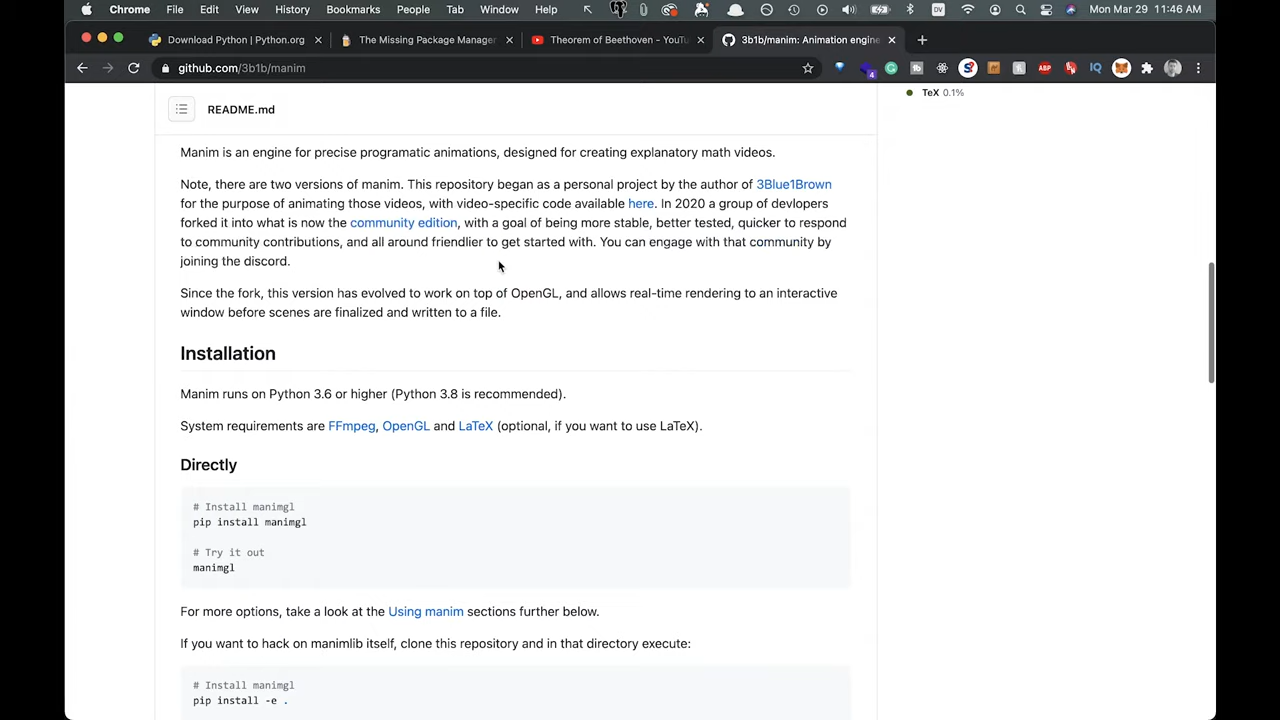 Chrome File Edit View History Bookmarks People Tab Window Help DV Mon Mar 29 11:46 AM
Download Python | Python.org The Missing Package Manager Theorem of Beethoven - YouTu 3b1b/manim: Animation engine
github.com/3b1b/manim
README.md
TeX 0.1%
Manim is an engine for precise programatic animations, designed for creating explanatory math videos.
Note, there are two versions of manim. This repository began as a personal project by the author of 3Blue1Brown
for the purpose of animating those videos, with video-specific code available here. In 2020 a group of devlopers
forked it into what is now the community edition, with a goal of being more stable, better tested, quicker to respond
to community contributions, and all around friendlier to get started with. You can engage with that community by
joining the discord.
Since the fork, this version has evolved to work on top of OpenGL, and allows real-time rendering to an interactive
window before scenes are finalized and written to a file.
Installation
Manim runs on Python 3.6 or higher (Python 3.8 is recommended).
System requirements are FFmpeg, OpenGL and LaTeX (optional, if you want to use LaTeX).
Directly
# Install manimgl
pip install manimgl
# Try it out
manimgl
For more options, take a look at the Using manim sections further below.
If you want to hack on manimlib itself, clone this repository and in that directory execute:
# Install manimgl
pip install -e .